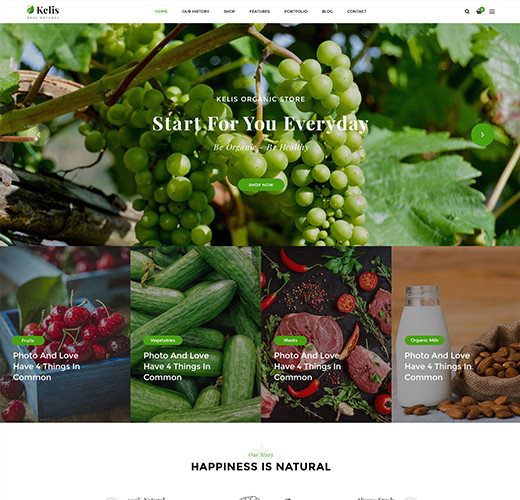 Kelis
REAL NATURAL
HOME OUR HISTORY SHOP FEATURES PORTFOLIO BLOG CONTACT
KELIS ORGANIC STORE
Start For You Everyday
Be Organic - Be Healthy
SHOP NOW
Fruits
Photo And Love
Have 4 Things In
Common
Vegetables
Photo And Love
Have 4 Things In
Common
Meats
Photo And Love
Have 4 Things In
Common
Organic Milk
Photo And Love
Have 4 Things In
Common
Our Story
HAPPINESS IS NATURAL